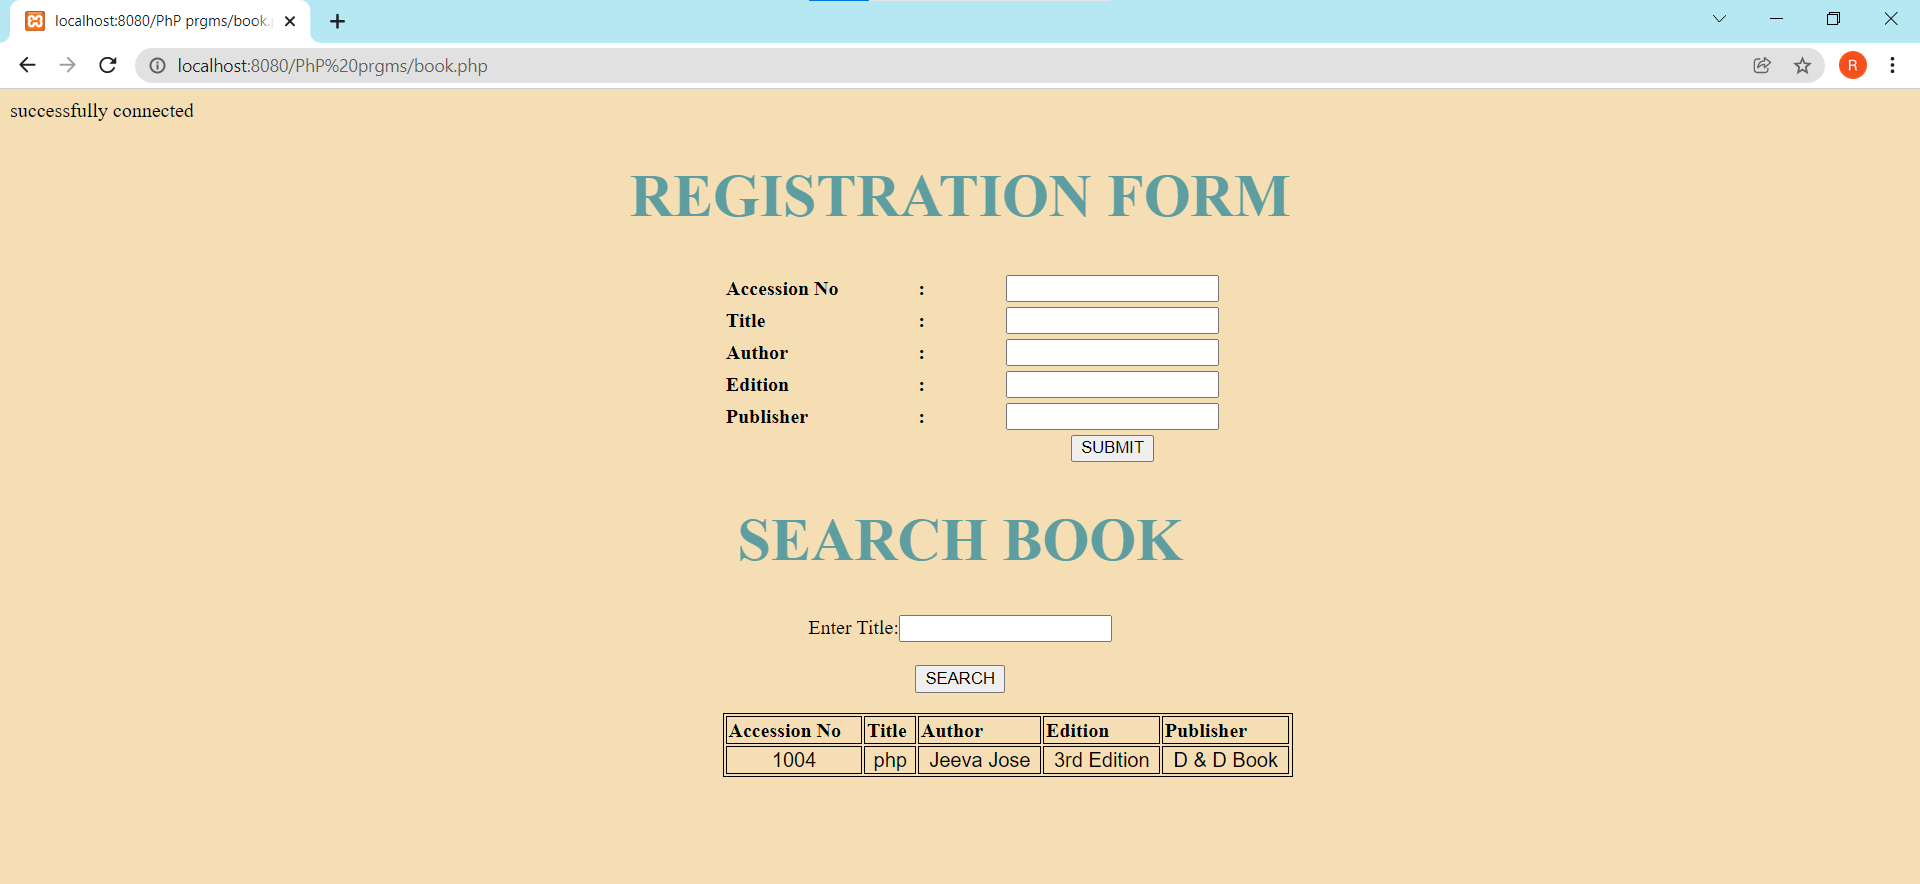 localhost:8080/PhP prgms/book.
localhost:8080/PhP%20prgms/book.php
R
successfully connected
REGISTRATION FORM
Accession No :
Title :
Author :
Edition :
Publisher :
SUBMIT
SEARCH BOOK
Enter Title:
SEARCH
Accession No Title Author Edition Publisher
1004 php Jeeva Jose 3rd Edition D & D Book